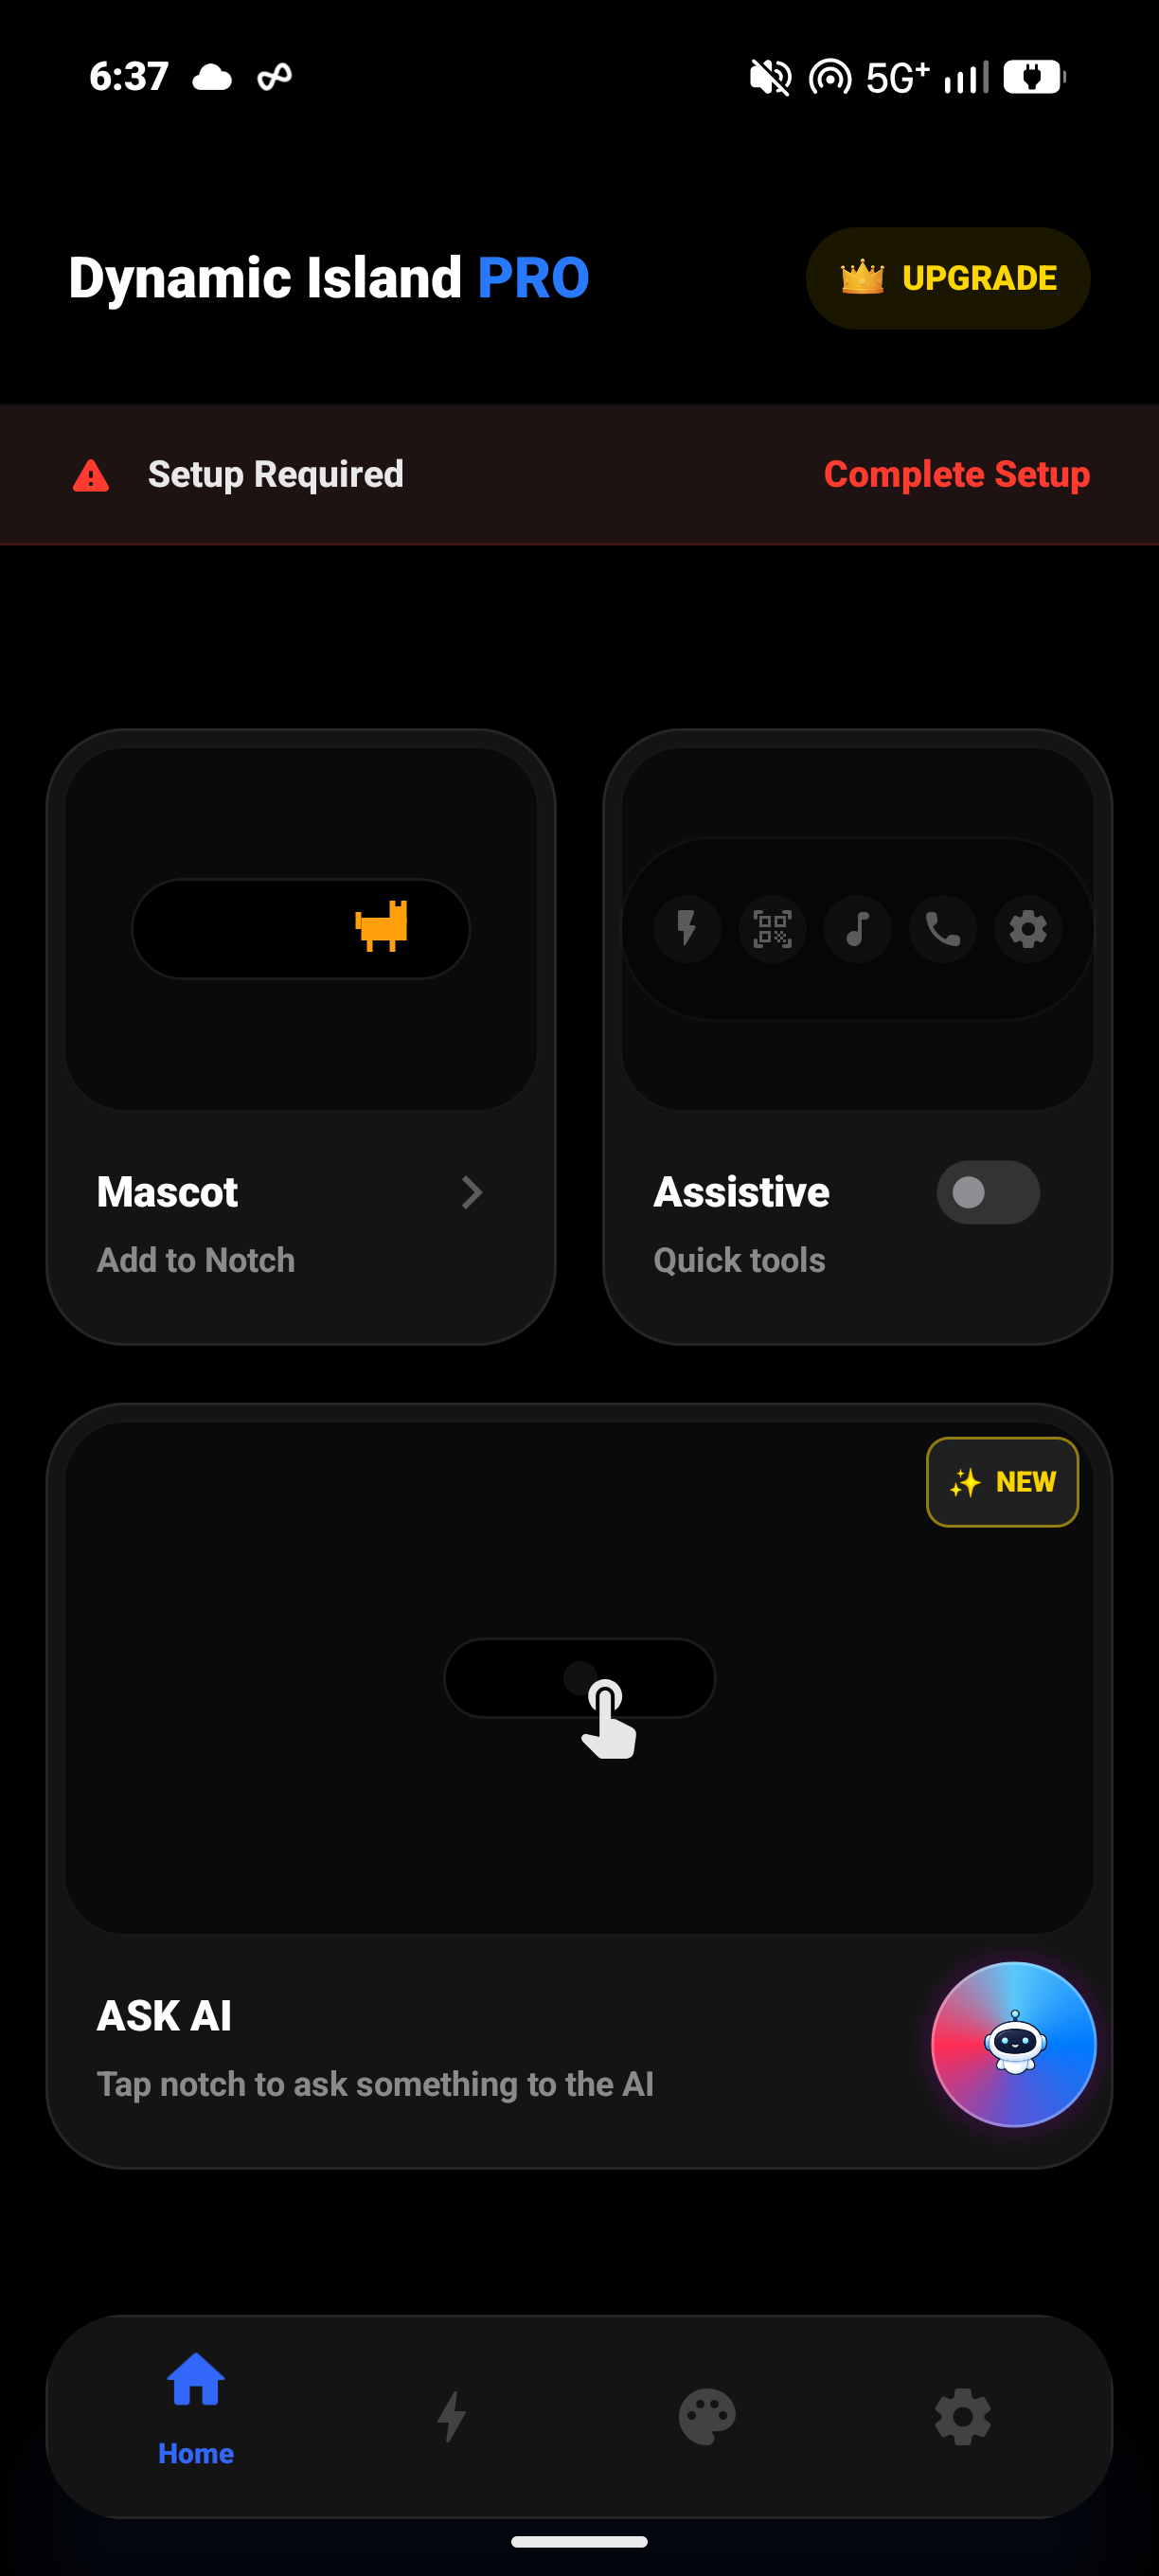 6:37
5G+
Dynamic Island PRO
UPGRADE
Setup Required
Complete Setup
Mascot
Add to Notch
Assistive
Quick tools
NEW
ASK AI
Tap notch to ask something to the AI
Home